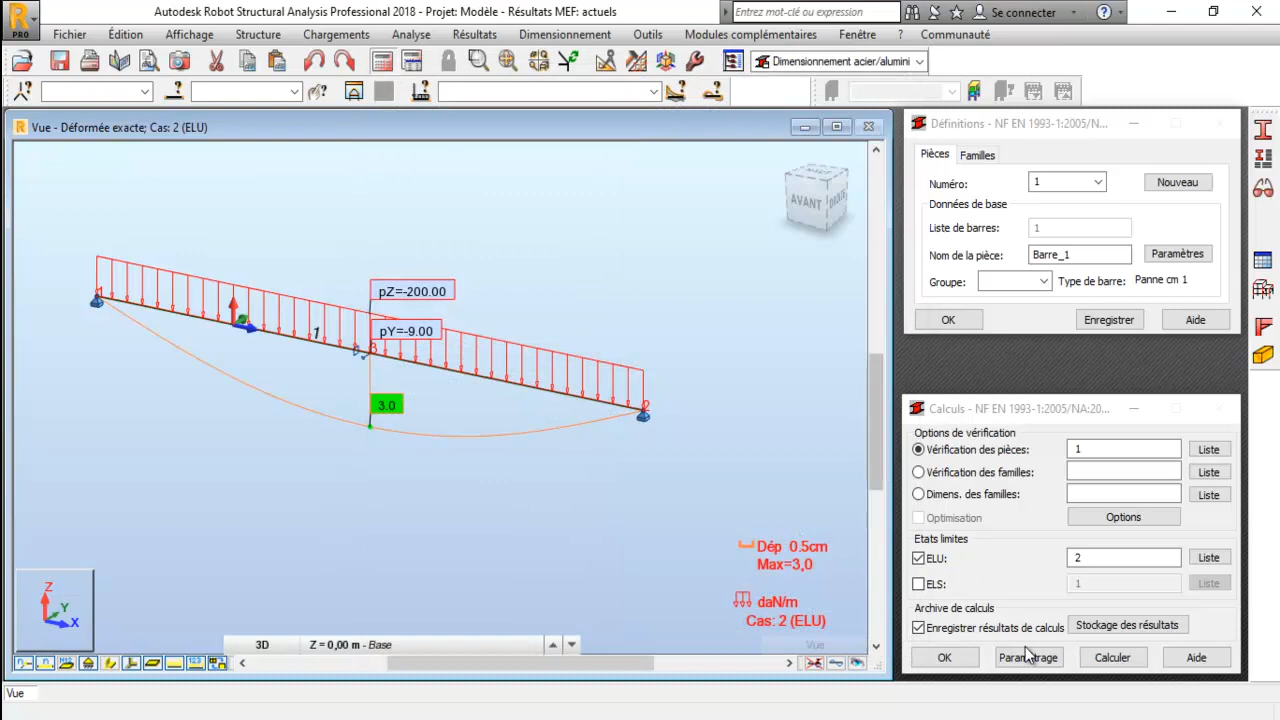 Autodesk Robot Structural Analysis Professional 2018 - Projet Modèle - Résultats MEF: actuels
Entrez mot-clé ou expression
Se connecter
PRO
Fichier Édition Affichage Structure Chargements Analyse Résultats Dimensionnement Outils Modules complémentaires Fenêtre ? Communauté
Dimensionnement acier/alumini
Vue - Déformée exacte; Cas: 2 (ELU)
AVANT
pZ=-200.00
pY=-9.00
1
3.0
2
Dép 0.5cm
Max=3,0
daN/m
Cas: 2 (ELU)
Z
Y
X
3D
Z = 0,00 m - Base
Vue
Vue
Définitions - NF EN 1993-1:2005/N...
Pièces Familles
Numéro: 1 Nouveau
Données de base
Liste de barres: 1
Nom de la pièce: Barre_1 Paramètres
Groupe: Type de barre: Panne cm 1
OK Enregistrer Aide
Calculs - NF EN 1993-1:2005/NA:20...
Options de vérification
Vérification des pièces: 1 Liste
Vérification des familles: Liste
Dimens. des familles: Liste
Optimisation Options
Etats limites
ELU: 2 Liste
ELS: 1 Liste
Archive de calculs
Enregistrer résultats de calculs Stockage des résultats
OK Paramétrage Calculer Aide